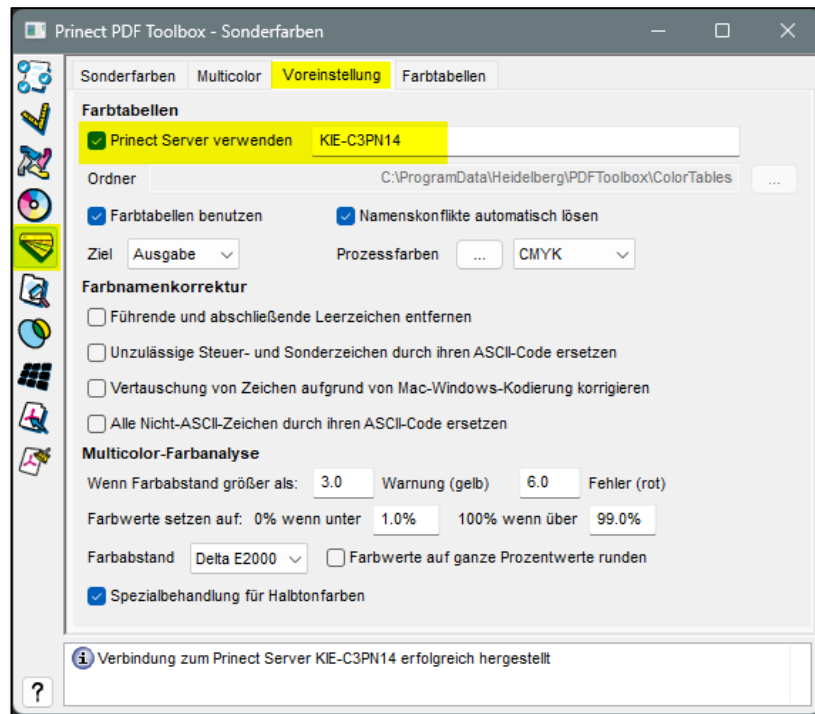 Prinect PDF Toolbox - Sonderfarben
Sonderfarben Multicolor Voreinstellung Farbtabellen
Farbtabellen
Prinect Server verwenden KIE-C3PN14
Ordner C:\ProgramData\Heidelberg\PDFToolbox\ColorTables ...
Farbtabellen benutzen Namenskonflikte automatisch lösen
Ziel Ausgabe Prozessfarben ... CMYK
Farbnamenkorrektur
Führende und abschließende Leerzeichen entfernen
Unzulässige Steuer- und Sonderzeichen durch ihren ASCII-Code ersetzen
Vertauschung von Zeichen aufgrund von Mac-Windows-Kodierung korrigieren
Alle Nicht-ASCII-Zeichen durch ihren ASCII-Code ersetzen
Multicolor-Farbanalyse
Wenn Farbabstand größer als: 3.0 Warnung (gelb) 6.0 Fehler (rot)
Farbwerte setzen auf: 0% wenn unter 1.0% 100% wenn über 99.0%
Farbabstand Delta E2000 Farbwerte auf ganze Prozentwerte runden
Spezialbehandlung für Halbtonfarben
Verbindung zum Prinect Server KIE-C3PN14 erfolgreich hergestellt
?